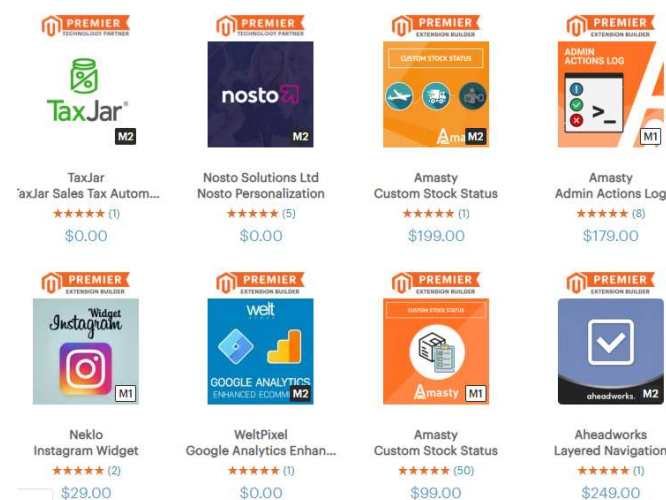 PREMIER
TECHNOLOGY PARTNER
TaxJar
M2
TaxJar
TaxJar Sales Tax Autom...
(1)
$0.00
PREMIER
TECHNOLOGY PARTNER
nosto
M2
Nosto Solutions Ltd
Nosto Personalization
(5)
$0.00
PREMIER
EXTENSION BUILDER
CUSTOM STOCK STATUS
Ama
M2
Amasty
Custom Stock Status
(1)
$199.00
PREMIER
EXTENSION BUILDER
ADMIN
ACTIONS LOG
M1
Amasty
Admin Actions Log
(8)
$179.00
PREMIER
EXTENSION BUILDER
Widget
Instagram
M1
Neklo
Instagram Widget
(2)
$29.00
PREMIER
EXTENSION BUILDER
welt
GOOGLE ANALYTICS
ENHANCED ECOMM
M2
WeltPixel
Google Analytics Enhan...
(1)
$0.00
PREMIER
EXTENSION BUILDER
CUSTOM STOCK STATUS
Amasty
M1
Amasty
Custom Stock Status
(50)
$99.00
PREMIER
EXTENSION BUILDER
aheadworks.
M2
Aheadworks
Layered Navigation
(1)
$249.00